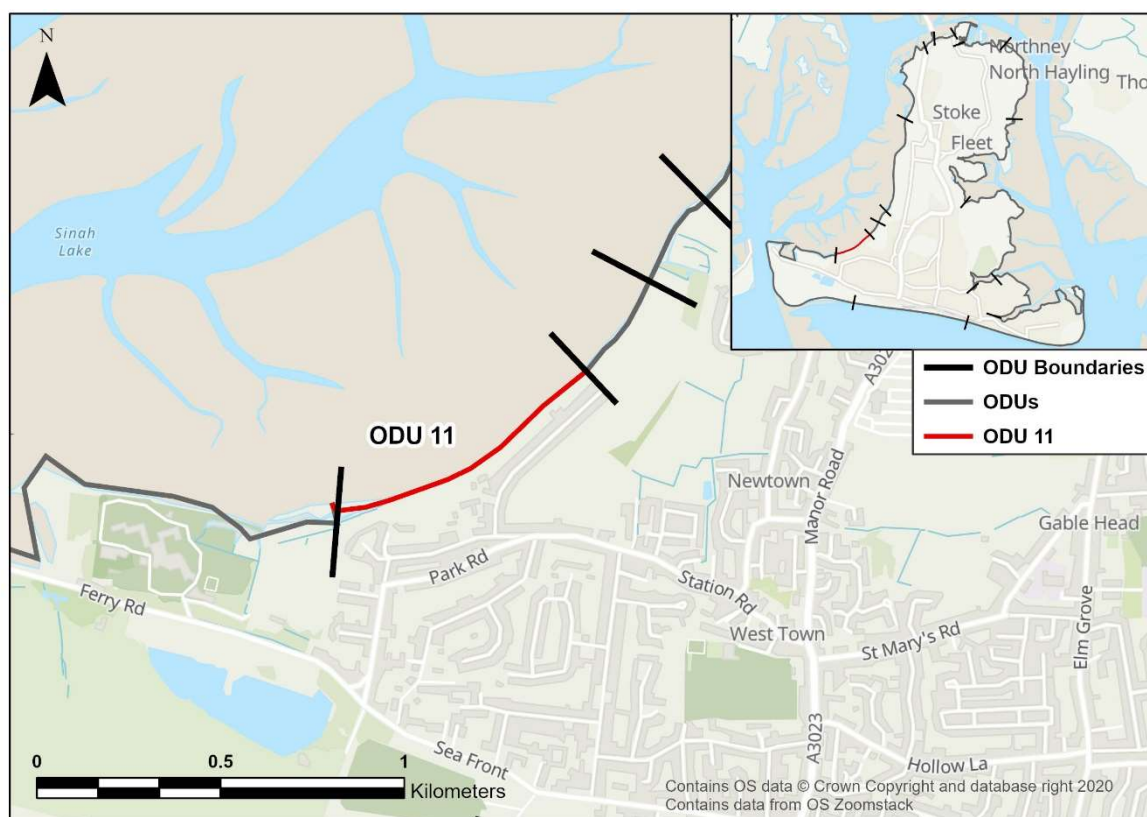 N
Northney
North Hayling
Tho
Stoke
Fleet
Sinah
Lake
ODU Boundaries
ODUs
ODU 11
ODU 11
A302
Newtown
Manor Road
Gable Head
Park Rd
Station Rd
Ferry Rd
West Town
St Mary's Rd
Elm Grove
Sea Front
A3023
Hollow La
0
0.5
1
Kilometers
Contains OS data © Crown Copyright and database right 2020
Contains data from OS Zoomstack